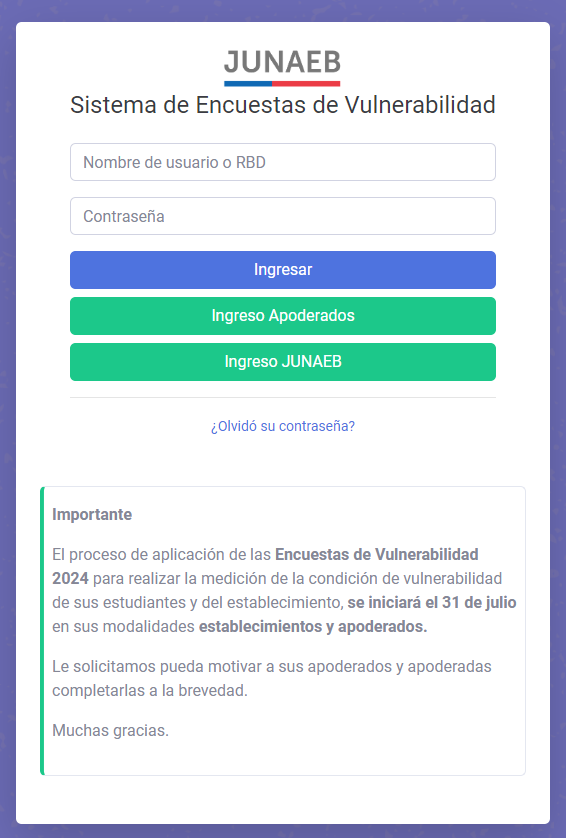 JUNAEB
Sistema de Encuestas de Vulnerabilidad
Nombre de usuario o RBD
Contraseña
Ingresar
Ingreso Apoderados
Ingreso JUNAEB
¿Olvidó su contraseña?
Importante
El proceso de aplicación de las Encuestas de Vulnerabilidad
2024 para realizar la medición de la condición de vulnerabilidad
de sus estudiantes y del establecimiento, se iniciará el 31 de julio
en sus modalidades establecimientos y apoderados.
Le solicitamos pueda motivar a sus apoderados y apoderadas
completarlas a la brevedad.
Muchas gracias.